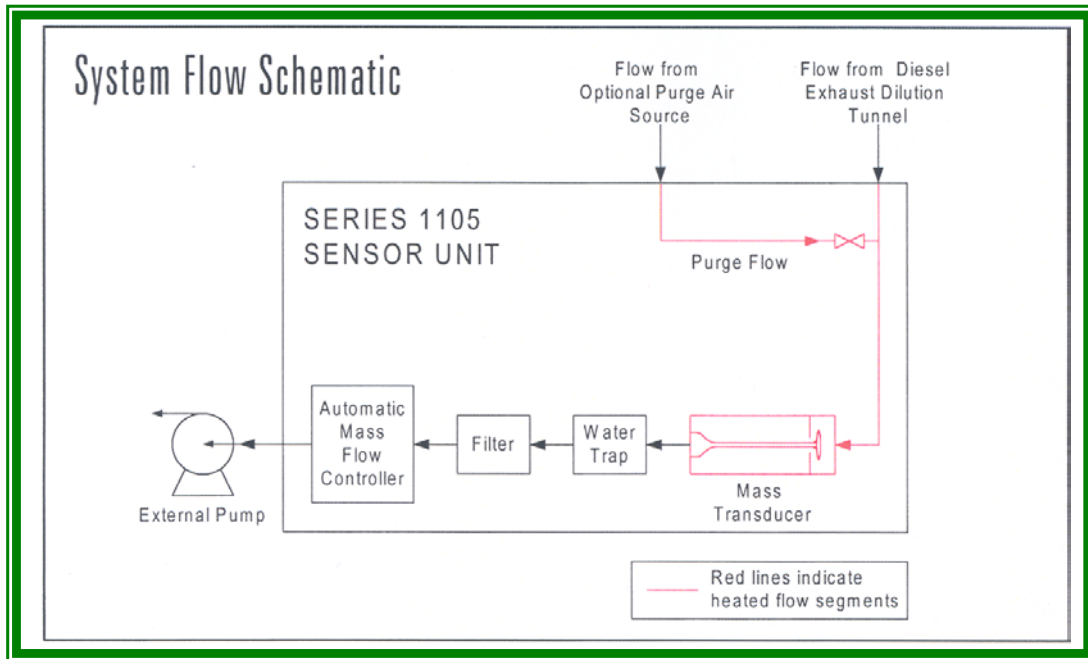 System Flow Schematic
Flow from
Optional Purge Air
Source
Flow from Diesel
Exhaust Dilution
Tunnel
SERIES 1105
SENSOR UNIT
Purge Flow
Automatic
Mass
Flow
Controller
Filter
Water
Trap
Mass
Transducer
External Pump
Red lines indicate
heated flow segments